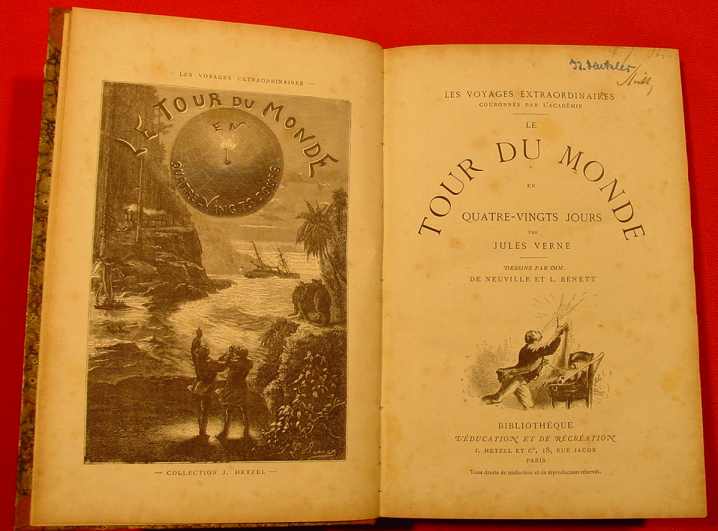 LES VOYAGES EXTRAORDINAIRES
LE TOUR DU MONDE
EN
QUATRE-VINGTS JOURS
COLLECTION J. HETZEL
LES VOYAGES EXTRAORDINAIRES
COURONNÉS PAR L'ACADÉMIE
LE
TOUR DU MONDE
EN
QUATRE-VINGTS JOURS
PAR
JULES VERNE
DESSINS PAR MM.
DE NEUVILLE ET L. BENETT
BIBLIOTHÈQUE
D'ÉDUCATION ET DE RÉCRÉATION
J. HETZEL ET Cie, 18, RUE JACOB
PARIS
Tous droits de traduction et de reproduction réservés.